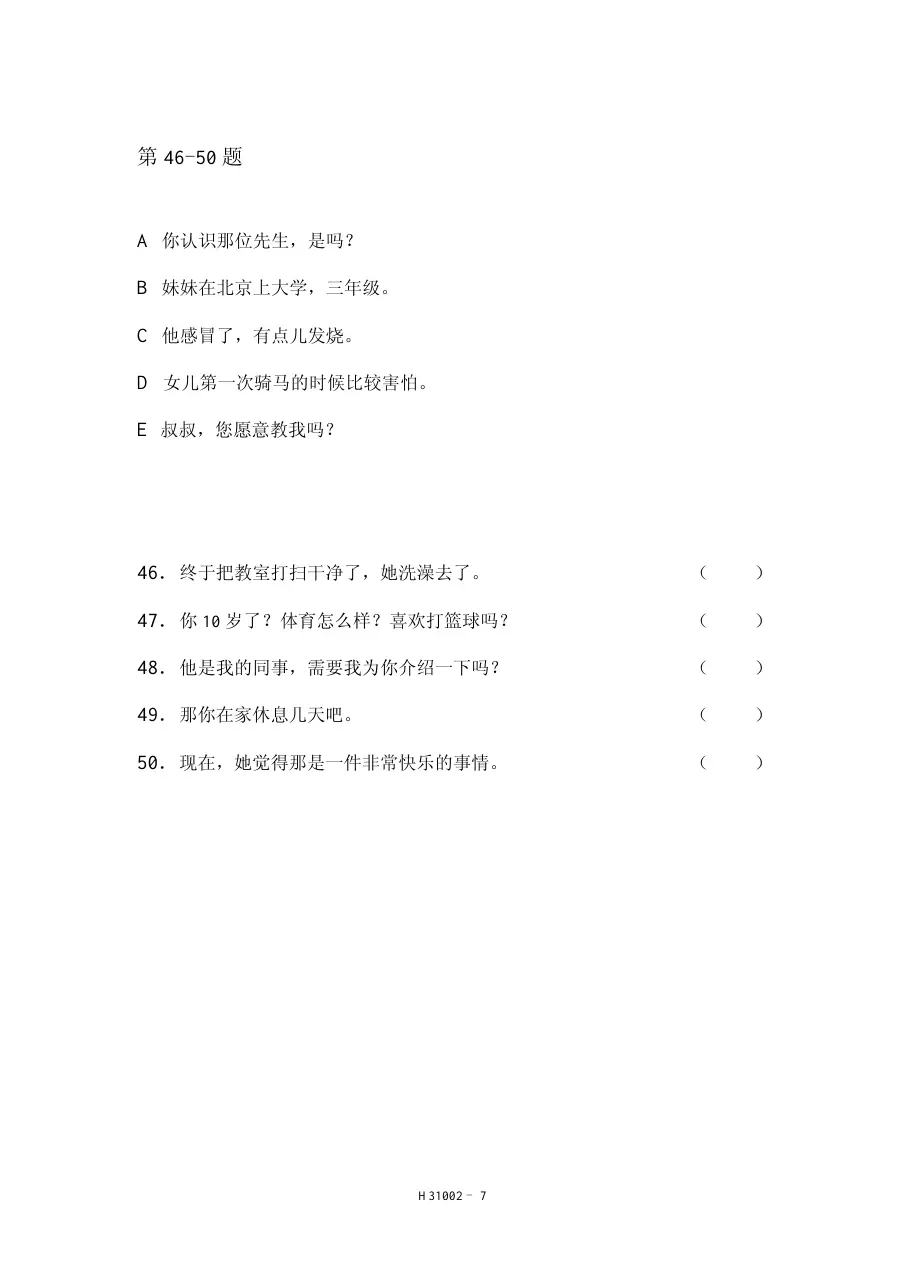 第 46-50 题
A 你认识那位先生，是吗？
B 妹妹在北京上大学，三年级。
C 他感冒了，有点儿发烧。
D 女儿第一次骑马的时候比较害怕。
E 叔叔，您愿意教我吗？
46. 终于把教室打扫干净了，她洗澡去了。 （ ）
47. 你 10 岁了？体育怎么样？喜欢打篮球吗？ （ ）
48. 他是我的同事，需要我为你介绍一下吗？ （ ）
49. 那你在家休息几天吧。 （ ）
50. 现在，她觉得那是一件非常快乐的事情。 （ ）
H31002 - 7